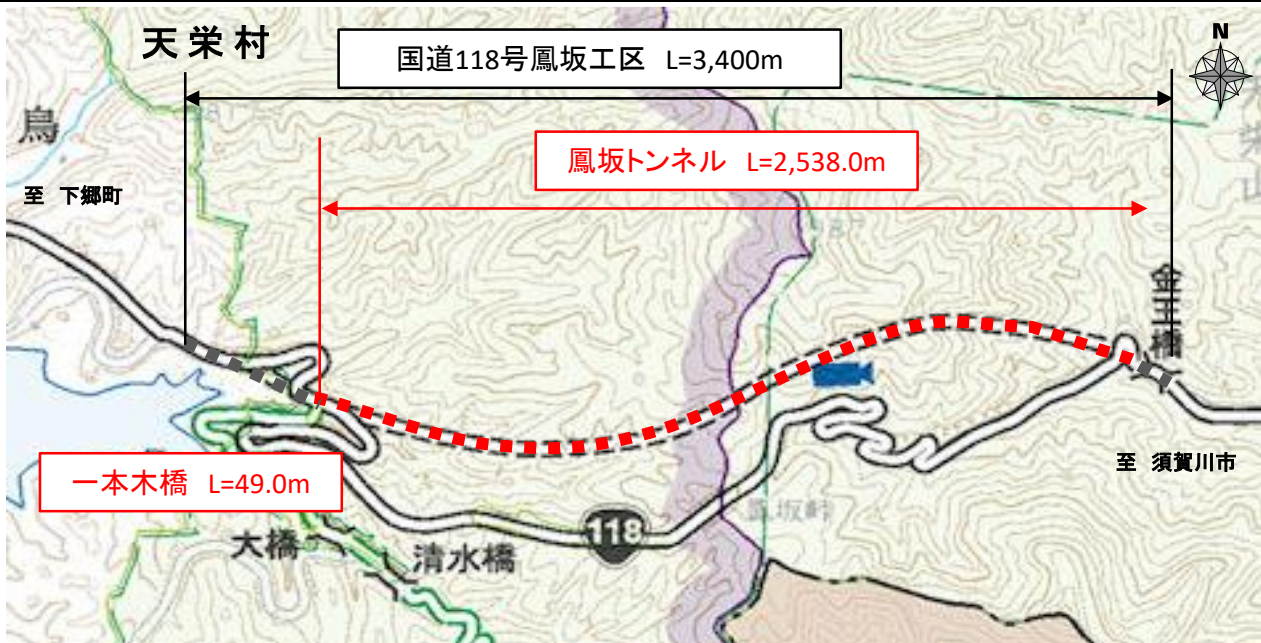 天栄村
国道118号鳳坂工区 L=3,400m
N
鳳坂トンネル L=2,538.0m
鳥
至 下郷町
金玉橋
一本木橋 L=49.0m
至 須賀川市
118
鳳坂峠
大橋
清水橋